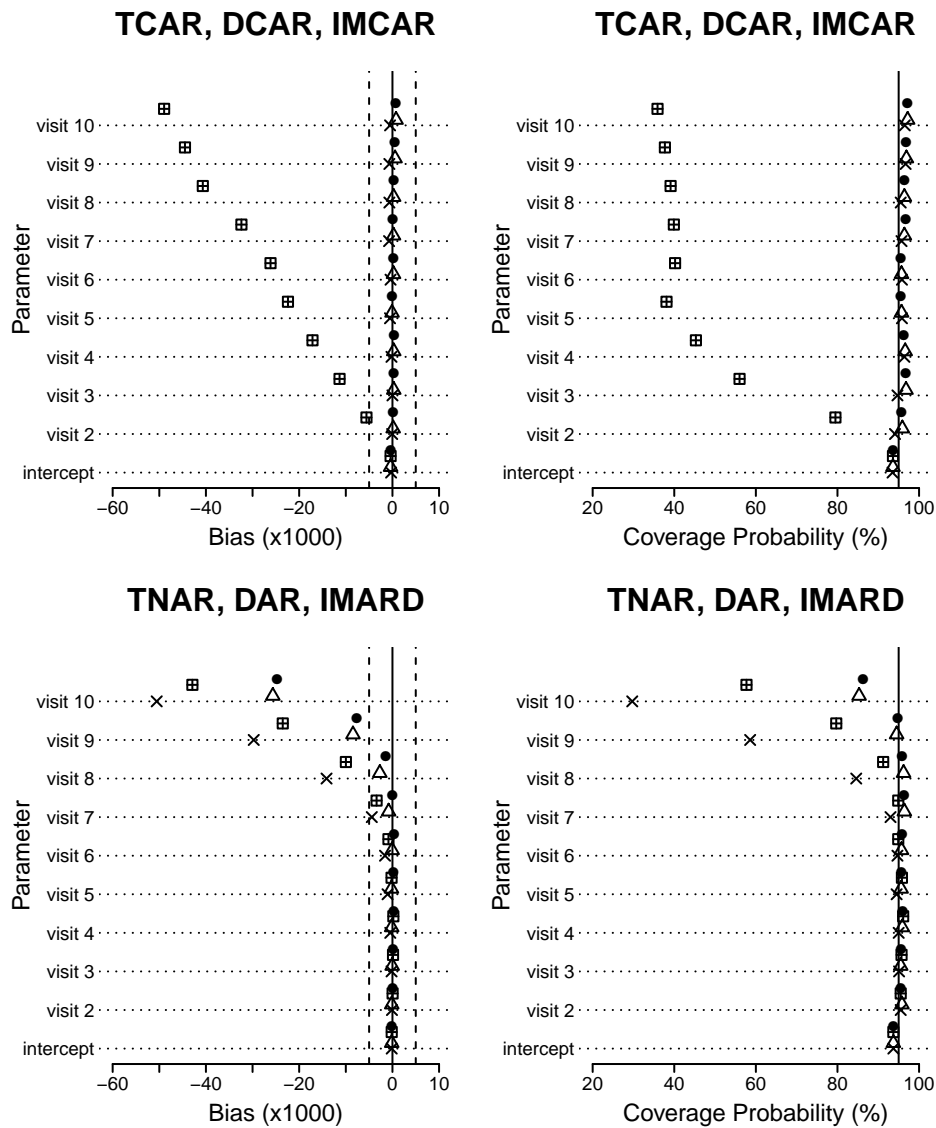 TCAR, DCAR, IMCAR
Parameter
visit 10
visit 9
visit 8
visit 7
visit 6
visit 5
visit 4
visit 3
visit 2
intercept
−60 −40 −20 0 10
Bias (x1000)
TCAR, DCAR, IMCAR
Parameter
visit 10
visit 9
visit 8
visit 7
visit 6
visit 5
visit 4
visit 3
visit 2
intercept
20 40 60 80 100
Coverage Probability (%)
TNAR, DAR, IMARD
Parameter
visit 10
visit 9
visit 8
visit 7
visit 6
visit 5
visit 4
visit 3
visit 2
intercept
−60 −40 −20 0 10
Bias (x1000)
TNAR, DAR, IMARD
Parameter
visit 10
visit 9
visit 8
visit 7
visit 6
visit 5
visit 4
visit 3
visit 2
intercept
20 40 60 80 100
Coverage Probability (%)